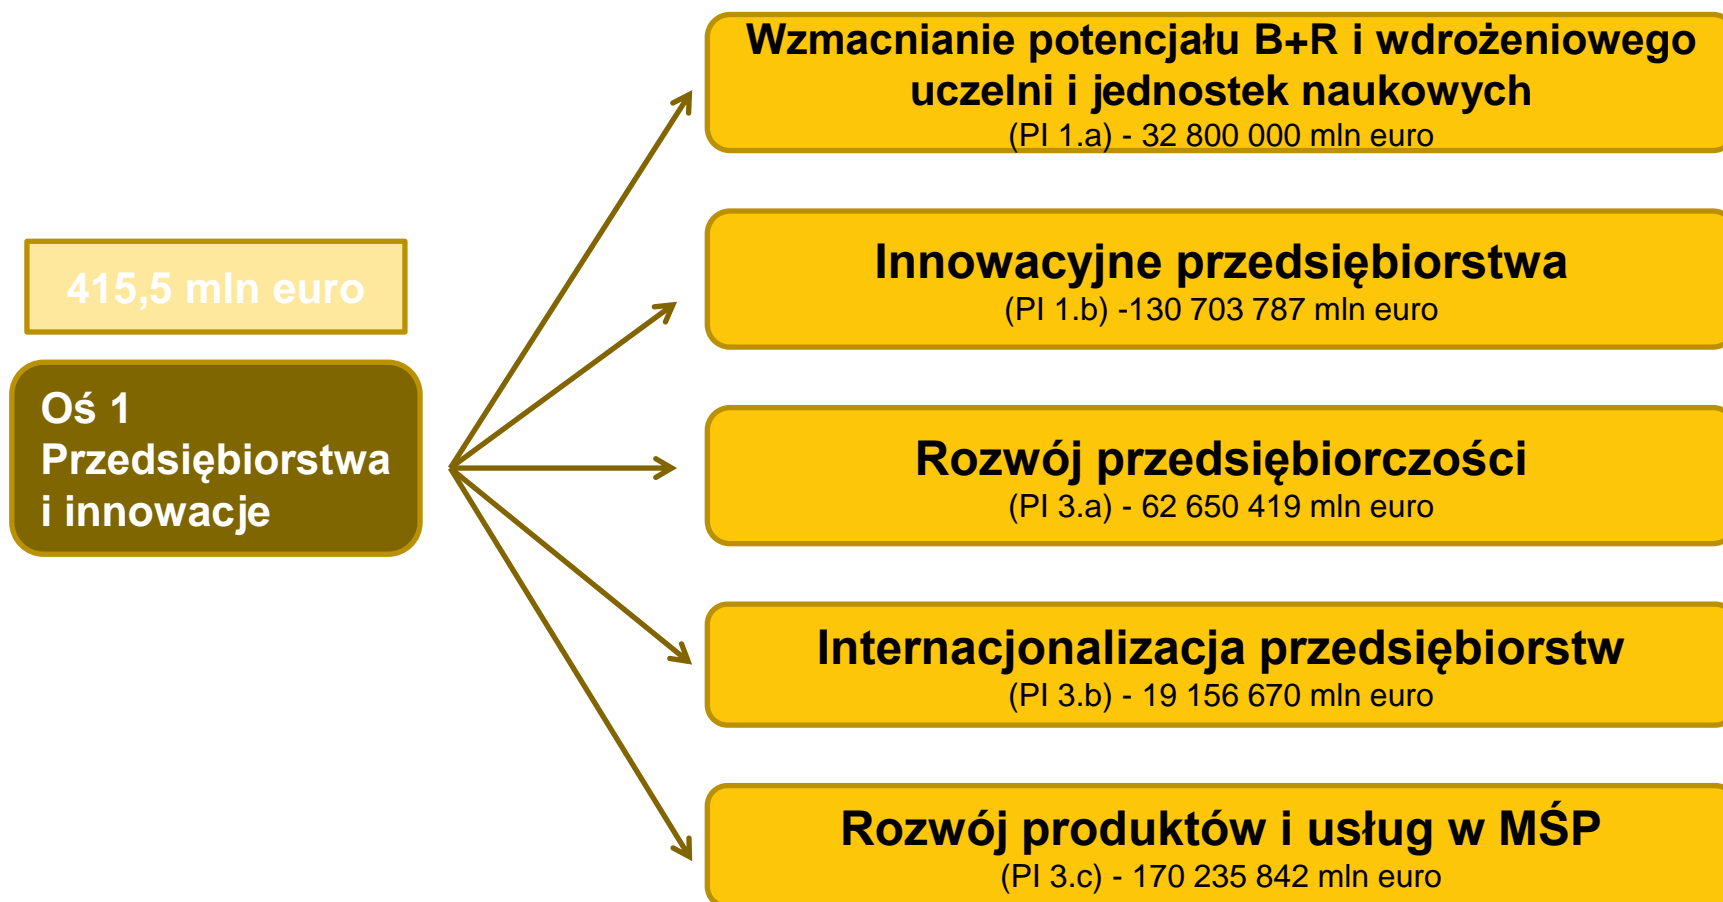 415,5 mln euro
Oś 1
Przedsiębiorstwa
i innowacje
Wzmacnianie potencjału B+R i wdrożeniowego
uczelni i jednostek naukowych
(PI 1.a) - 32 800 000 mln euro
Innowacyjne przedsiębiorstwa
(PI 1.b) -130 703 787 mln euro
Rozwój przedsiębiorczości
(PI 3.a) - 62 650 419 mln euro
Internacjonalizacja przedsiębiorstw
(PI 3.b) - 19 156 670 mln euro
Rozwój produktów i usług w MŚP
(PI 3.c) - 170 235 842 mln euro